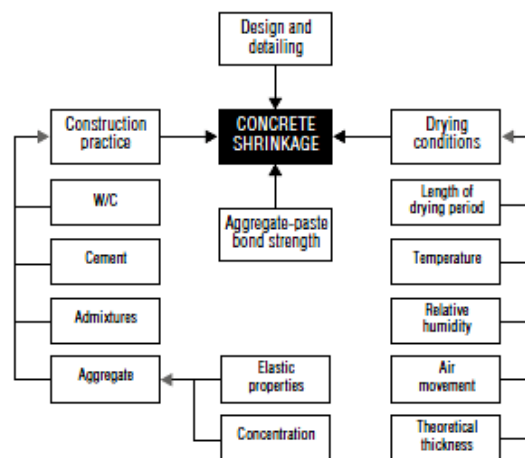 Design and
detailing
Construction
practice
CONCRETE
SHRINKAGE
Drying
conditions
W/C
Aggregate-paste
bond strength
Length of
drying period
Cement
Temperature
Admixtures
Relative
humidity
Aggregate
Elastic
properties
Air
movement
Concentration
Theoretical
thickness